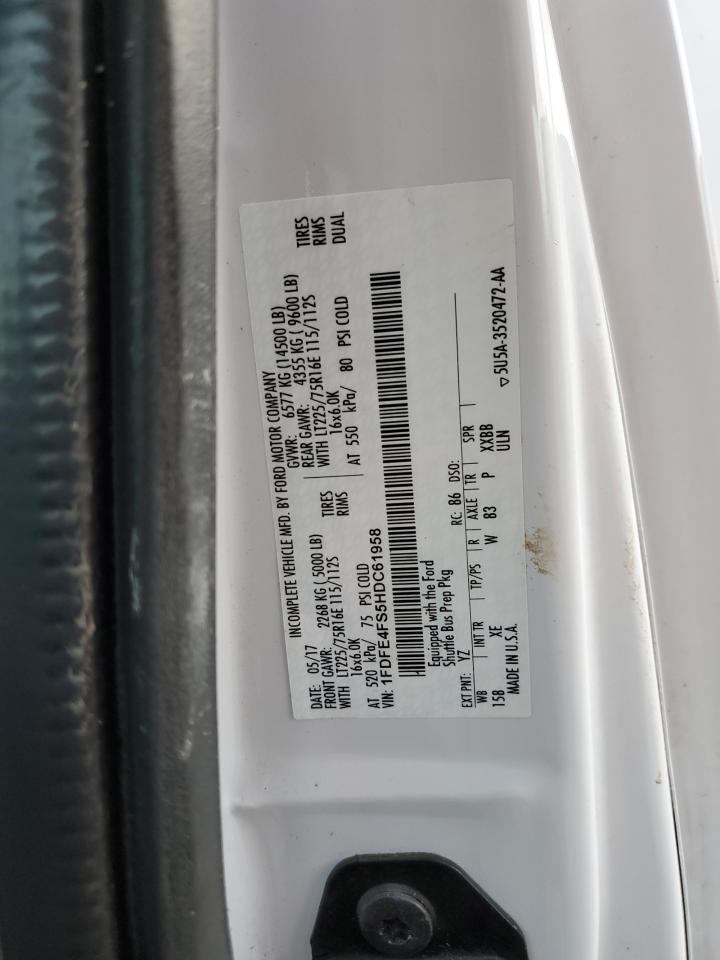 INCOMPLETE VEHICLE MFD. BY FORD MOTOR COMPANY
DATE: 05/17 GVWR: 6577 KG (14500 LB)
FRONT GAWR: 2268 KG ( 5000 LB) REAR GAWR: 4355 KG ( 9600 LB)
WITH LT225/75R16E 115/112S TIRES WITH LT225/75R16E 115/112S TIRES
16x6.0K RIMS 16x6.0K RIMS
AT 520 kPa/ 75 PSI COLD AT 550 kPa/ 80 PSI COLD DUAL
VIN: 1FDFE4FS5HDC61958
Equipped with the Ford
Shuttle Bus Prep Pkg
EXT PNT: YZ RC: 86 DSO:
WB INT TR TP/PS R AXLE TR SPR
158 XE W 83 P XXBB
MADE IN U.S.A. ULN
▽ 5U5A-3520472-AA